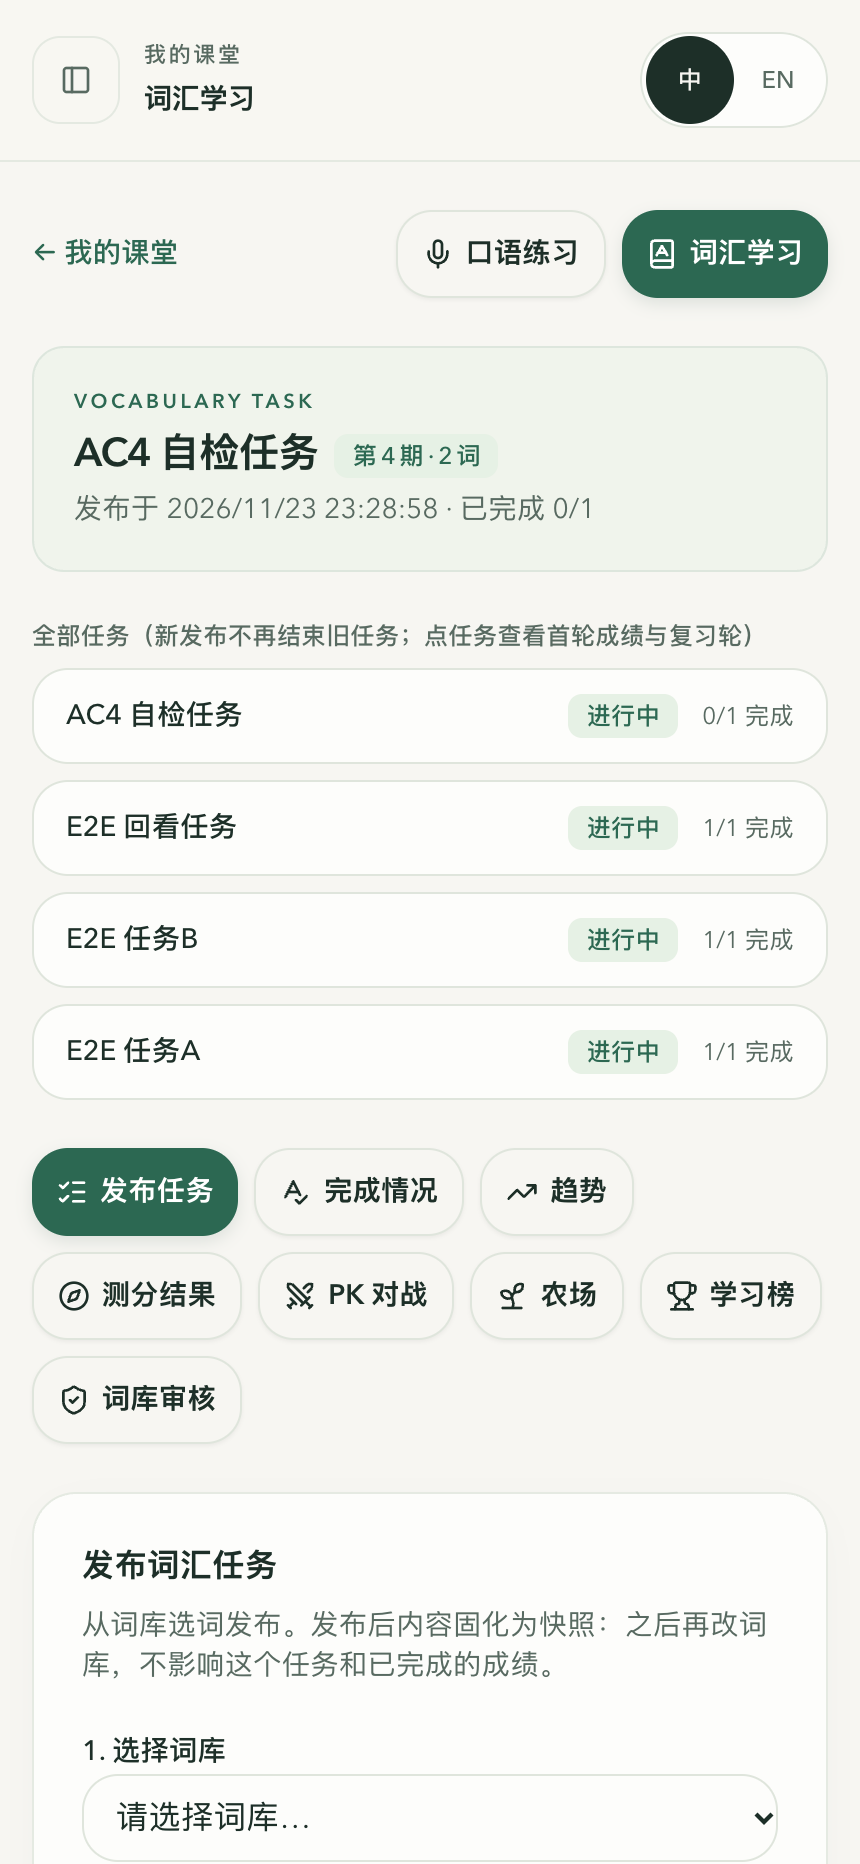 我的课堂
词汇学习
中
EN
← 我的课堂
口语练习
词汇学习
VOCABULARY TASK
AC4 自检任务
第 4 期 · 2 词
发布于 2026/11/23 23:28:58 · 已完成 0/1
全部任务（新发布不再结束旧任务；点任务查看首轮成绩与复习轮）
AC4 自检任务
进行中
0/1 完成
E2E 回看任务
进行中
1/1 完成
E2E 任务B
进行中
1/1 完成
E2E 任务A
进行中
1/1 完成
发布任务
完成情况
趋势
测分结果
PK 对战
农场
学习榜
词库审核
发布词汇任务
从词库选词发布。发布后内容固化为快照：之后再改词
库，不影响这个任务和已完成的成绩。
1. 选择词库
请选择词库…